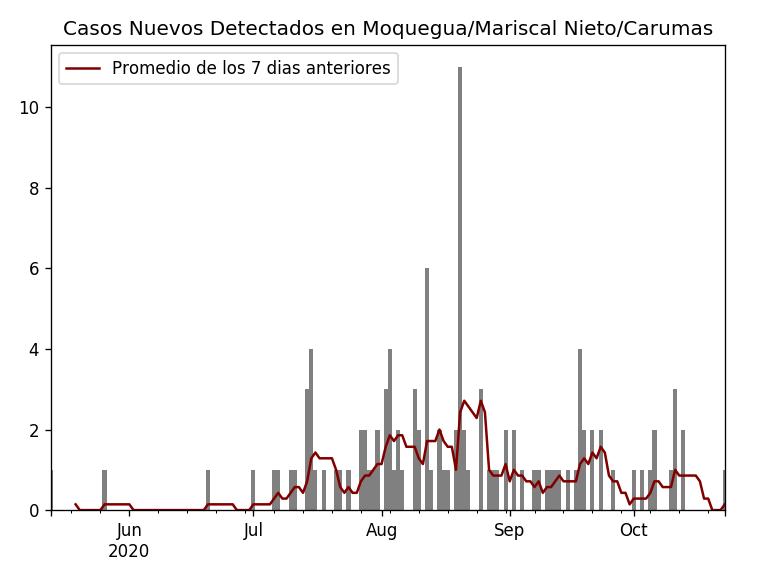 Casos Nuevos Detectados en Moquegua/Mariscal Nieto/Carumas
Promedio de los 7 dias anteriores
10
8
6
4
2
0
Jun Jul Aug Sep Oct
2020